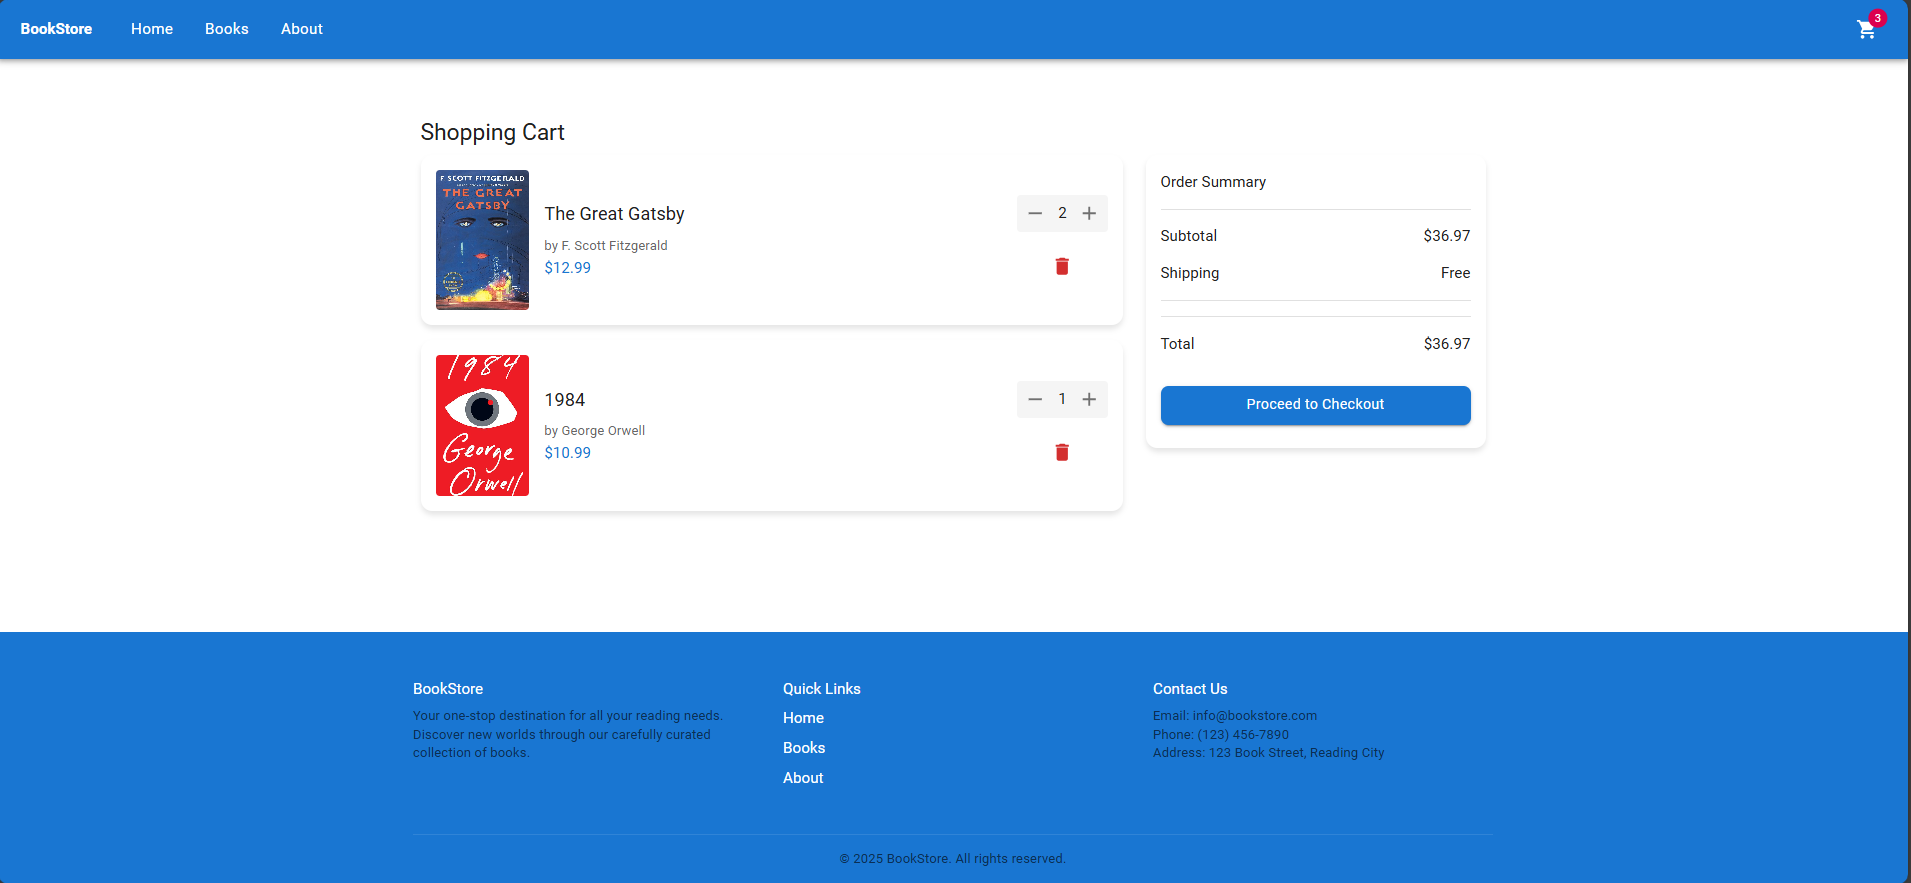 BookStore Home Books About 3
Shopping Cart
F. SCOTT FITZGERALD
THE GREAT
GATSBY
The Great Gatsby
by F. Scott Fitzgerald
$12.99
2
1984
George
Orwell
1984
by George Orwell
$10.99
1
Order Summary
Subtotal $36.97
Shipping Free
Total $36.97
Proceed to Checkout
BookStore
Your one-stop destination for all your reading needs.
Discover new worlds through our carefully curated
collection of books.
Quick Links
Home
Books
About
Contact Us
Email: info@bookstore.com
Phone: (123) 456-7890
Address: 123 Book Street, Reading City
© 2025 BookStore. All rights reserved.